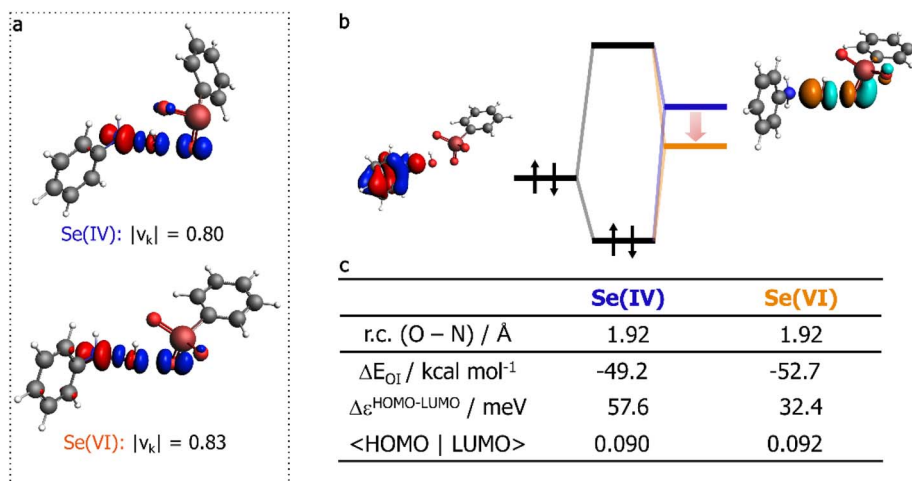 a
Se(IV): |vₖ| = 0.80
Se(VI): |vₖ| = 0.83
b
c
Se(IV) Se(VI)
r.c. (O – N) / Å 1.92 1.92
ΔE_OI / kcal mol⁻¹ -49.2 -52.7
Δε^HOMO-LUMO / meV 57.6 32.4
<HOMO | LUMO> 0.090 0.092